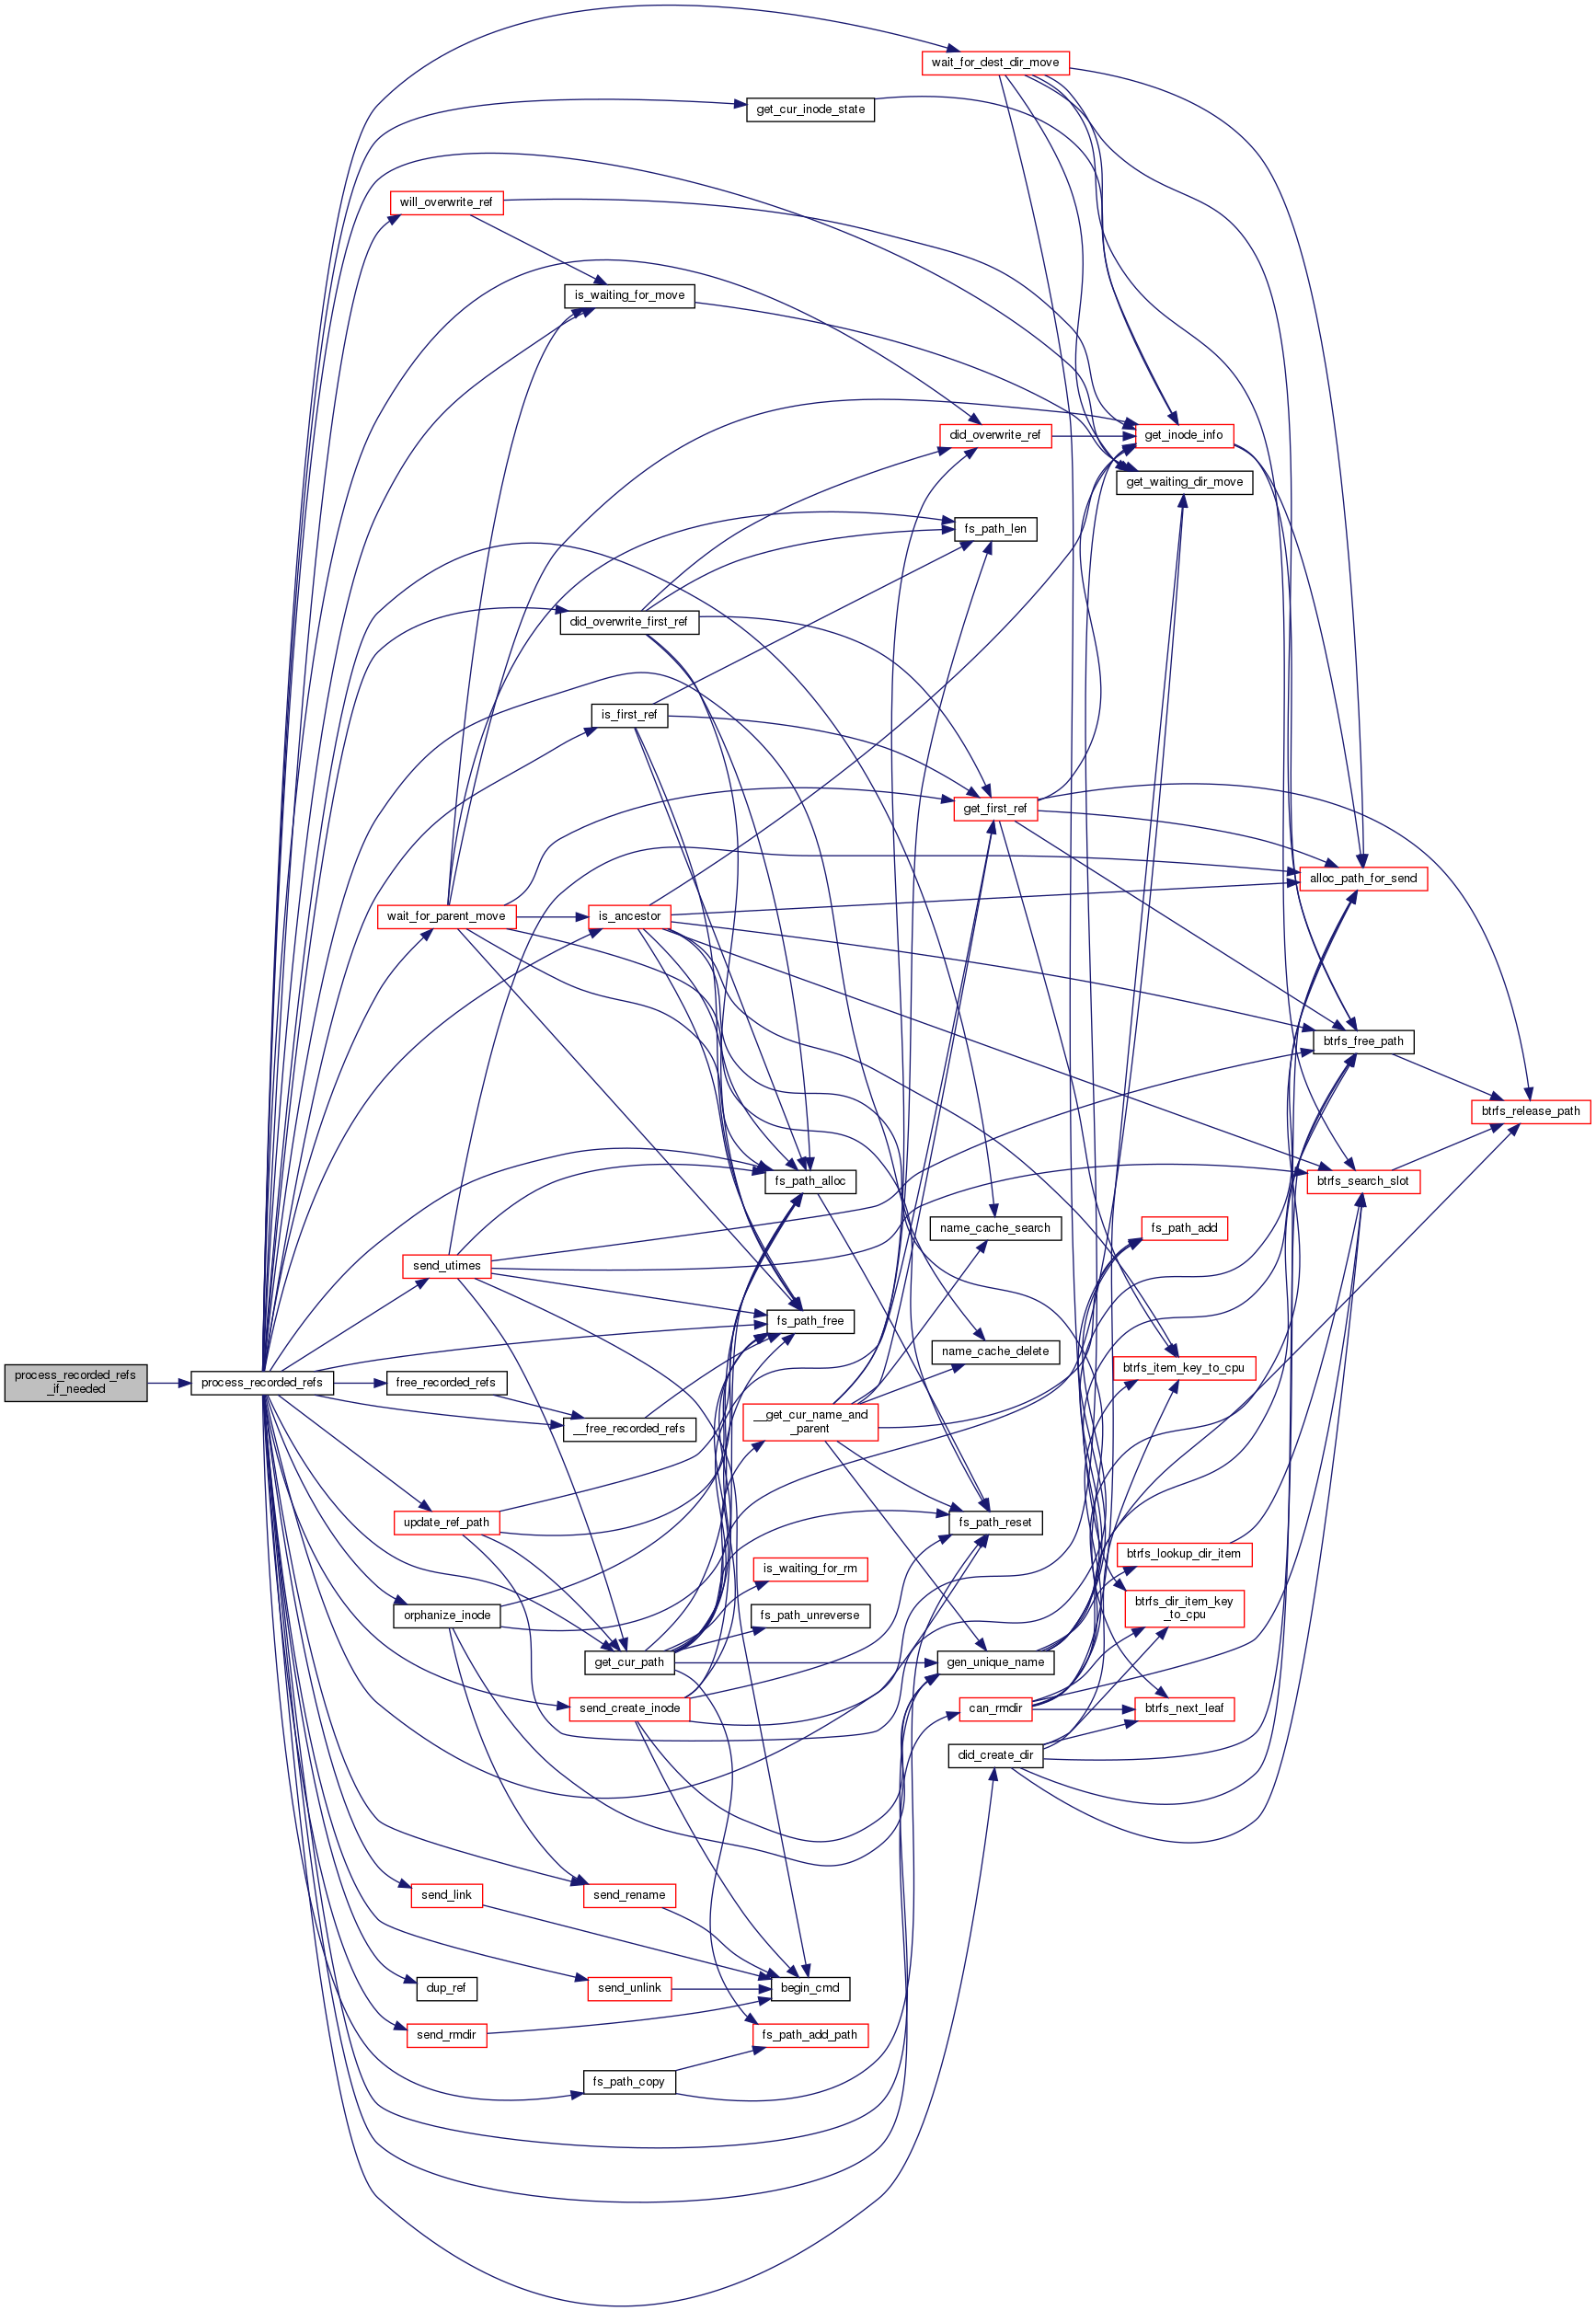 wait_for_dest_dir_move
get_cur_inode_state
will_overwrite_ref
is_waiting_for_move
did_overwrite_ref
get_inode_info
get_waiting_dir_move
fs_path_len
did_overwrite_first_ref
is_first_ref
get_first_ref
alloc_path_for_send
wait_for_parent_move
is_ancestor
btrfs_free_path
btrfs_release_path
fs_path_alloc
btrfs_search_slot
name_cache_search
fs_path_add
send_utimes
fs_path_free
name_cache_delete
btrfs_item_key_to_cpu
process_recorded_refs
_if_needed
process_recorded_refs
free_recorded_refs
__free_recorded_refs
__get_cur_name_and
_parent
update_ref_path
fs_path_reset
btrfs_lookup_dir_item
is_waiting_for_rm
btrfs_dir_item_key
_to_cpu
orphanize_inode
fs_path_unreverse
get_cur_path
gen_unique_name
send_create_inode
can_rmdir
btrfs_next_leaf
did_create_dir
send_link
send_rename
dup_ref
send_unlink
begin_cmd
send_rmdir
fs_path_add_path
fs_path_copy